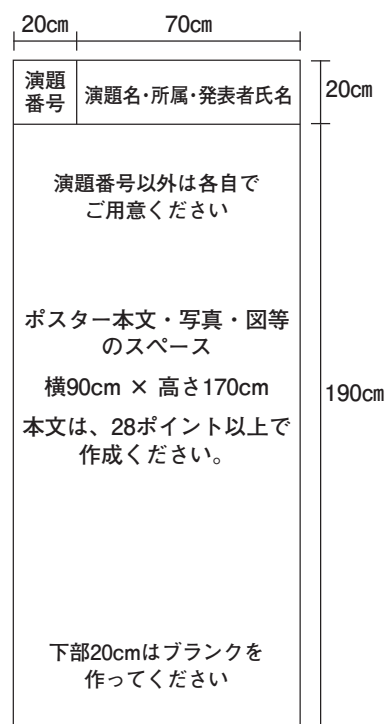 20cm
70cm
演題
番号
演題名・所属・発表者氏名
20cm
演題番号以外は各自で
ご用意ください
ポスター本文・写真・図等
のスペース
横90cm × 高さ170cm
本文は、28ポイント以上で
作成ください。
190cm
下部20cmはブランクを
作ってください